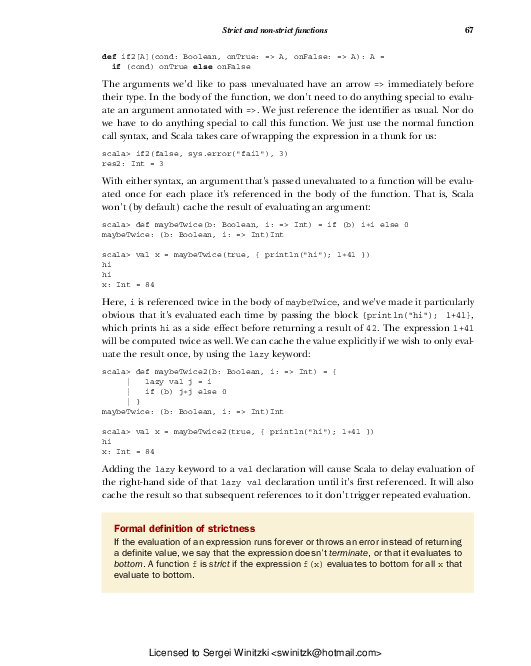 Strict and non-strict functions 67
def if2[A](cond: Boolean, onTrue: => A, onFalse: => A): A =
if (cond) onTrue else onFalse
The arguments we'd like to pass unevaluated have an arrow => immediately before
their type. In the body of the function, we don't need to do anything special to evalu-
ate an argument annotated with =>. We just reference the identifier as usual. Nor do
we have to do anything special to call this function. We just use the normal function
call syntax, and Scala takes care of wrapping the expression in a thunk for us:
scala> if2(false, sys.error("fail"), 3)
res2: Int = 3
With either syntax, an argument that's passed unevaluated to a function will be evalu-
ated once for each place it's referenced in the body of the function. That is, Scala
won't (by default) cache the result of evaluating an argument:
scala> def maybeTwice(b: Boolean, i: => Int) = if (b) i+i else 0
maybeTwice: (b: Boolean, i: => Int)Int
scala> val x = maybeTwice(true, { println("hi"); 1+41 })
hi
hi
x: Int = 84
Here, i is referenced twice in the body of maybeTwice, and we've made it particularly
obvious that it's evaluated each time by passing the block {println("hi"); 1+41},
which prints hi as a side effect before returning a result of 42. The expression 1+41
will be computed twice as well. We can cache the value explicitly if we wish to only eval-
uate the result once, by using the lazy keyword:
scala> def maybeTwice2(b: Boolean, i: => Int) = {
| lazy val j = i
| if (b) j+j else 0
| }
maybeTwice: (b: Boolean, i: => Int)Int
scala> val x = maybeTwice2(true, { println("hi"); 1+41 })
hi
x: Int = 84
Adding the lazy keyword to a val declaration will cause Scala to delay evaluation of
the right-hand side of that lazy val declaration until it's first referenced. It will also
cache the result so that subsequent references to it don't trigger repeated evaluation.
Formal definition of strictness
If the evaluation of an expression runs forever or throws an error instead of returning
a definite value, we say that the expression doesn't terminate, or that it evaluates to
bottom. A function f is strict if the expression f(x) evaluates to bottom for all x that
evaluate to bottom.
Licensed to Sergei Winitzki <swinitzk@hotmail.com>